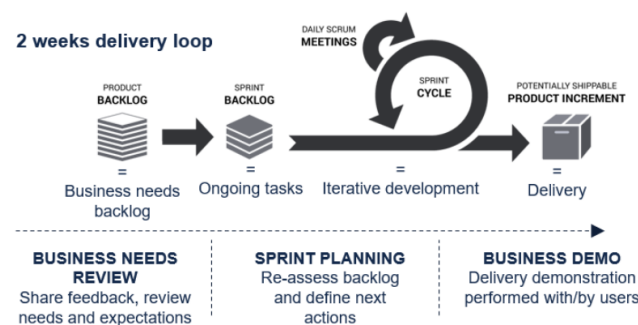 2 weeks delivery loop
DAILY SCRUM
MEETINGS
PRODUCT
BACKLOG
SPRINT
BACKLOG
SPRINT
CYCLE
POTENTIALLY SHIPPABLE
PRODUCT INCREMENT
=
Business needs
backlog
=
Ongoing tasks
=
Iterative development
=
Delivery
BUSINESS NEEDS
REVIEW
Share feedback, review
needs and expectations
SPRINT PLANNING
Re-assess backlog
and define next
actions
BUSINESS DEMO
Delivery demonstration
performed with/by users